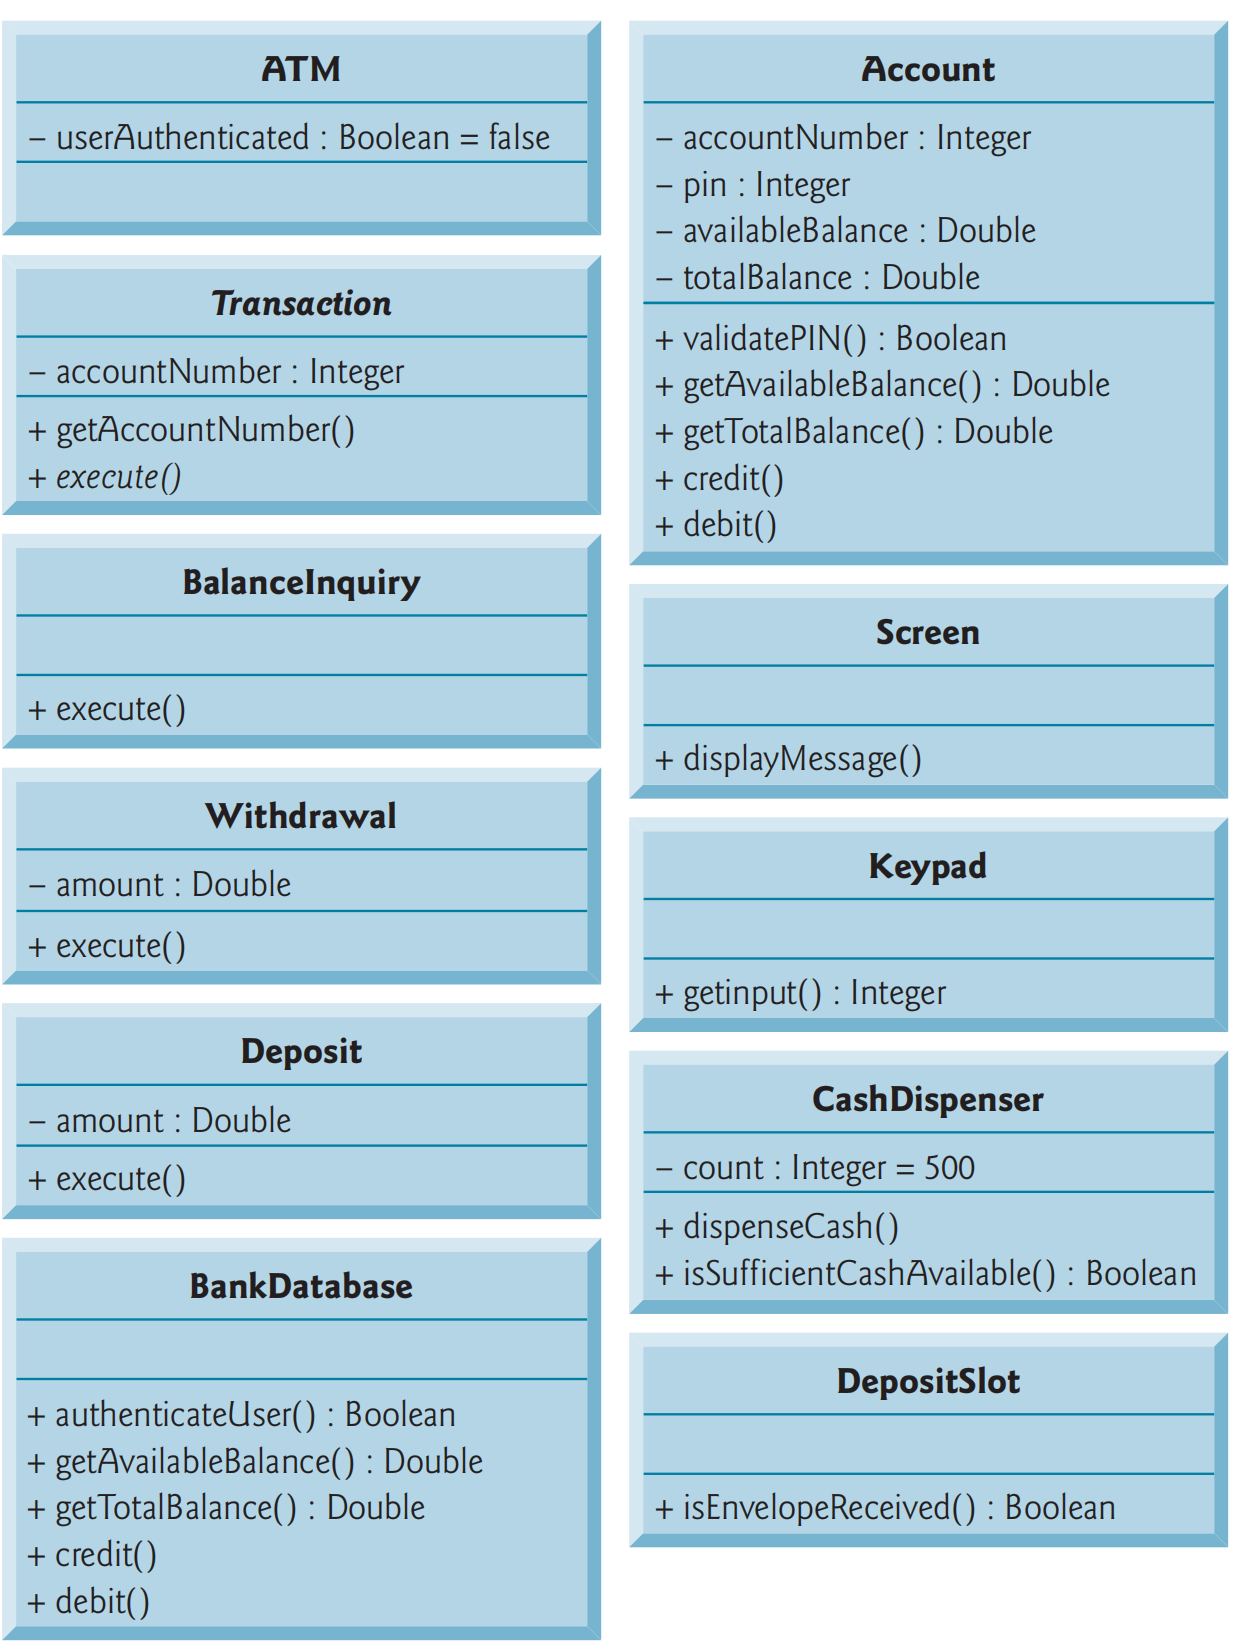 ATM
– userAuthenticated : Boolean = false
Transaction
– accountNumber : Integer
+ getAccountNumber()
+ execute()
BalanceInquiry
+ execute()
Withdrawal
– amount : Double
+ execute()
Deposit
– amount : Double
+ execute()
BankDatabase
+ authenticateUser() : Boolean
+ getAvailableBalance() : Double
+ getTotalBalance() : Double
+ credit()
+ debit()
Account
– accountNumber : Integer
– pin : Integer
– availableBalance : Double
– totalBalance : Double
+ validatePIN() : Boolean
+ getAvailableBalance() : Double
+ getTotalBalance() : Double
+ credit()
+ debit()
Screen
+ displayMessage()
Keypad
+ getinput() : Integer
CashDispenser
– count : Integer = 500
+ dispenseCash()
+ isSufficientCashAvailable() : Boolean
DepositSlot
+ isEnvelopeReceived() : Boolean